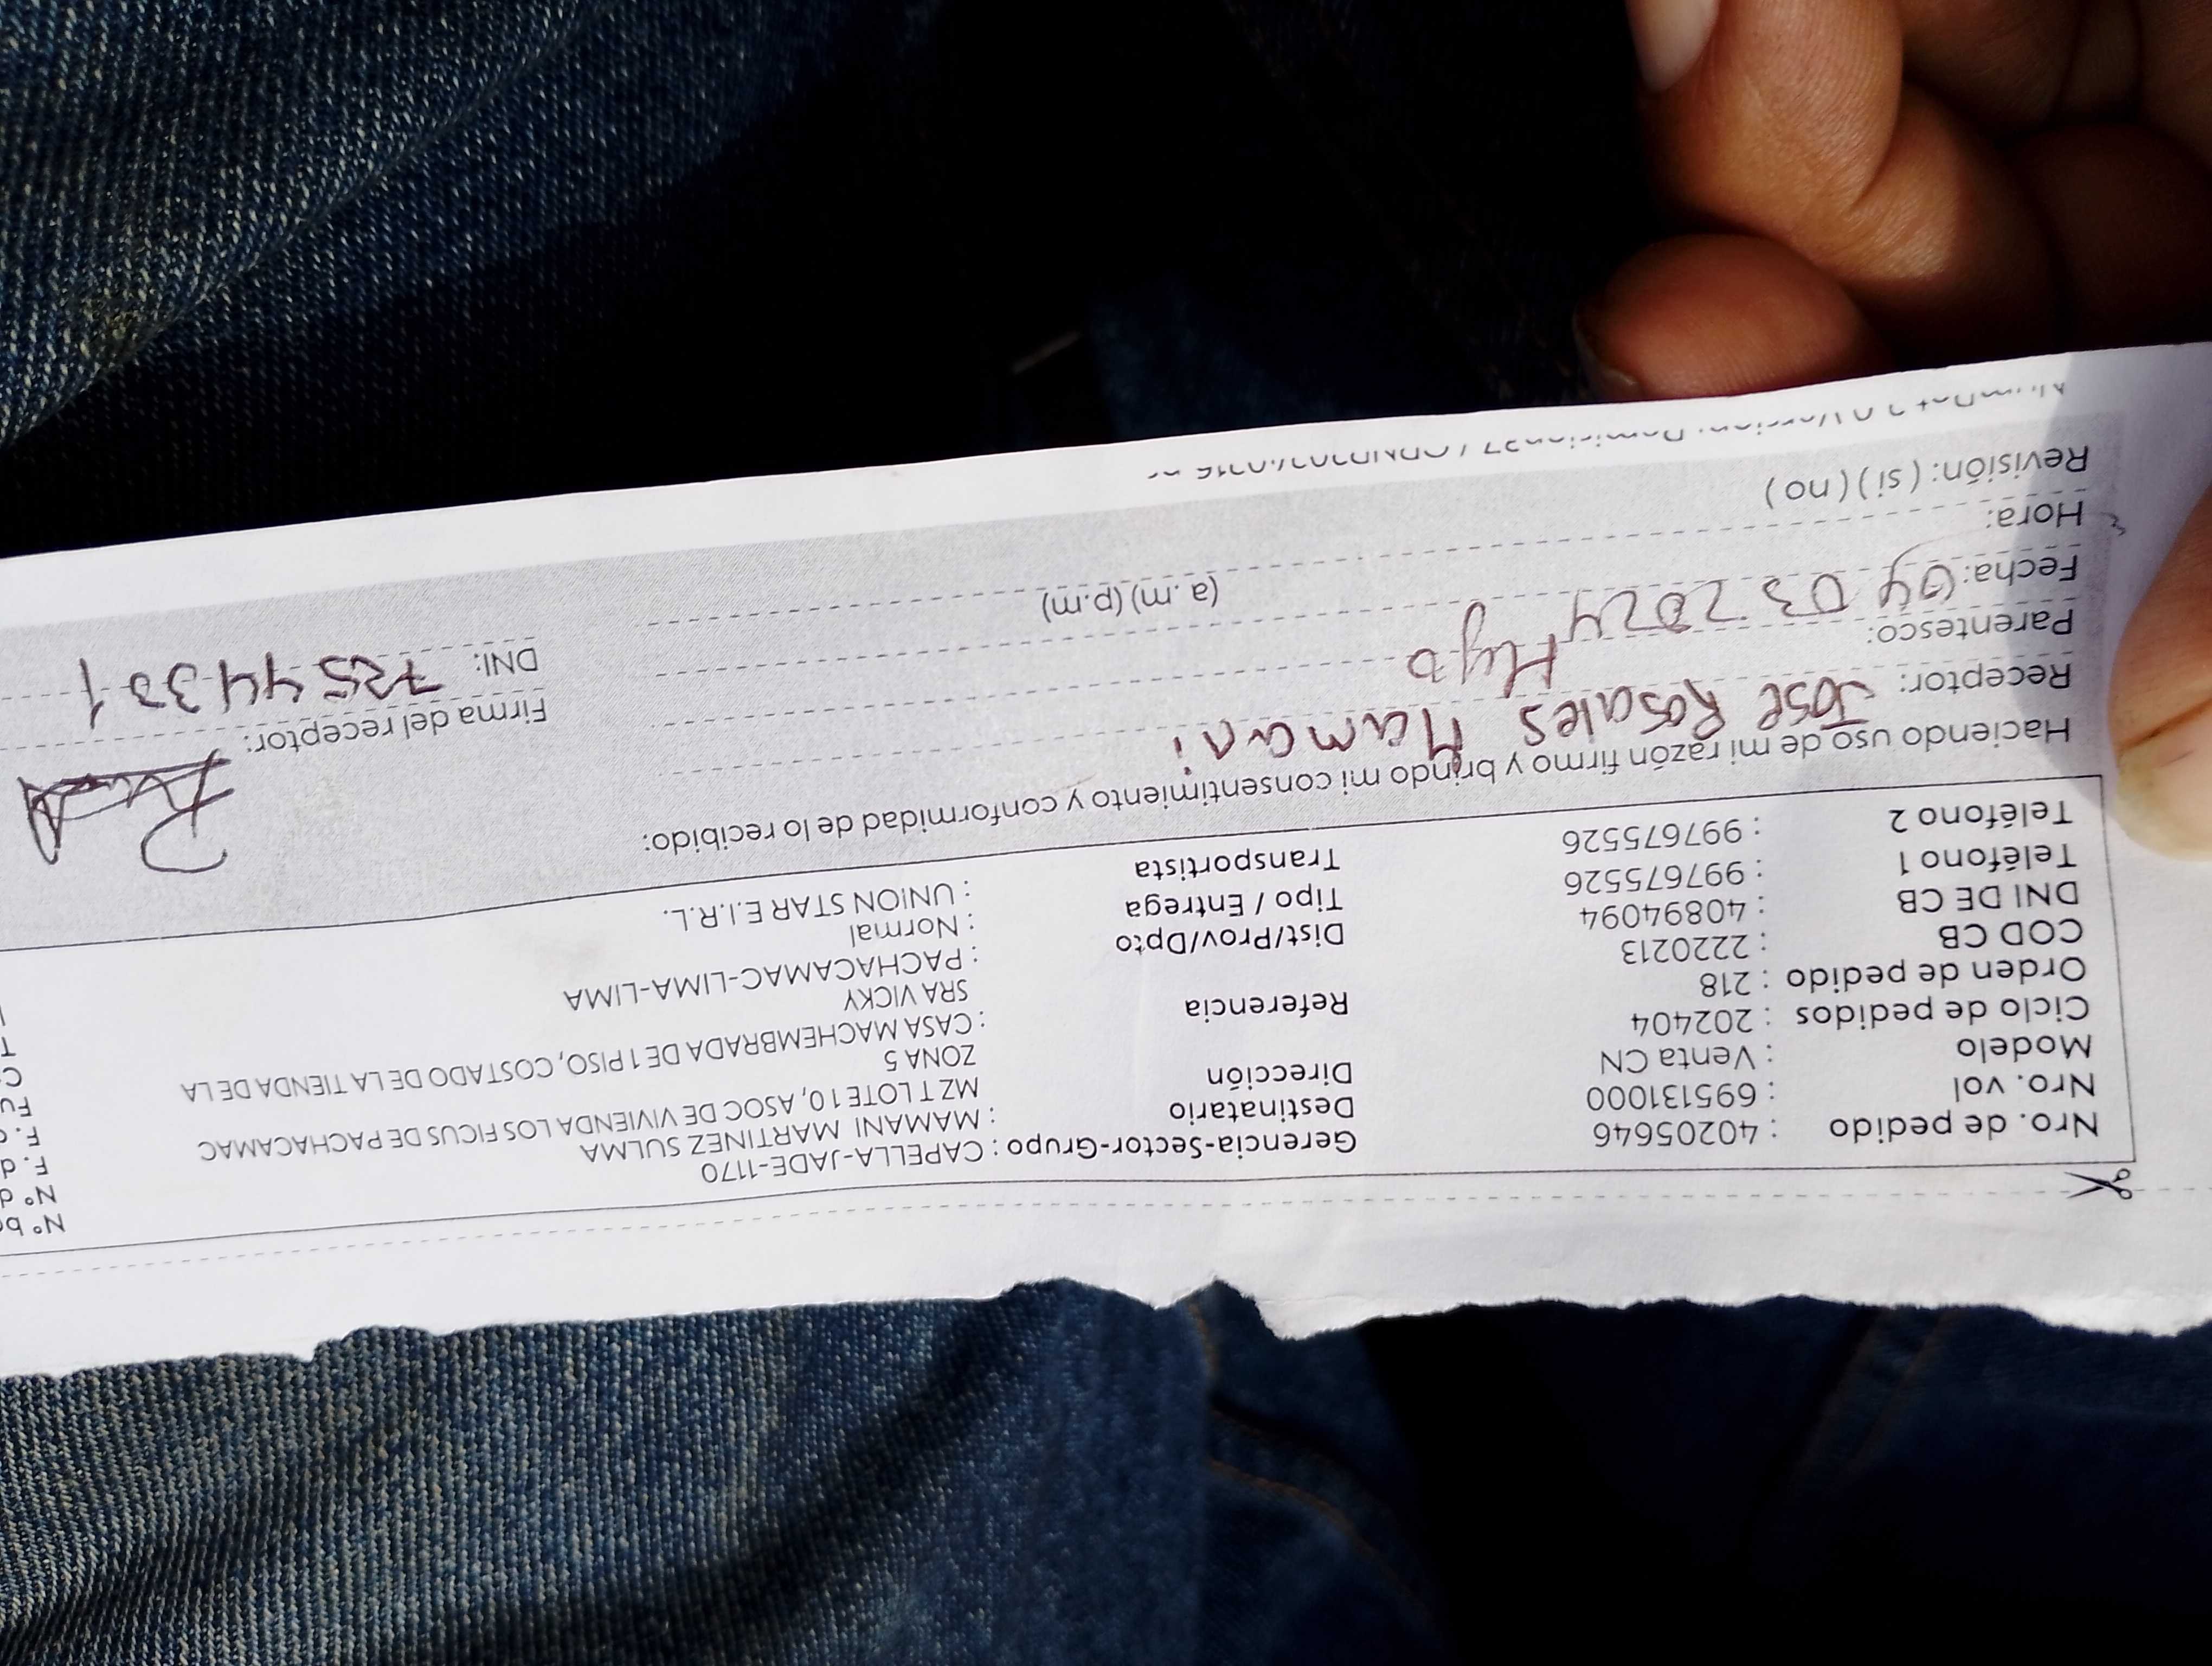 Nro. de pedido : 40205646
Nro. vol : 695131000
Modelo : Venta CN
Ciclo de pedidos : 202404
Orden de pedido : 218
COD CB : 2220213
DNI DE CB : 40894094
Teléfono 1 : 997675526
Teléfono 2 : 997675526
Gerencia-Sector-Grupo : CAPELLA-JADE-1170
Destinatario : MAMANI MARTINEZ SULMA
Dirección MZ T LOTE 10, ASOC DE VIVIENDA LOS FICUS DE PACHACAMAC
ZONA 5
Referencia : CASA MACHEMBRADA DE 1 PISO, COSTADO DE LA TIENDA DE LA
SRA VICKY
Dist/Prov/Dpto : PACHACAMAC-LIMA-LIMA
Tipo / Entrega : Normal
Transportista : UNION STAR E.I.R.L.
Haciendo uso de mi razón firmo y brindo mi consentimiento y conformidad de lo recibido:
Receptor: Jose Rosales Mamani
Parentesco: Hyo
Fecha: 04 03 2024
Hora: (a.m) (p.m)
Revisión: ( si ) ( no )
Firma del receptor:
DNI: 72544301